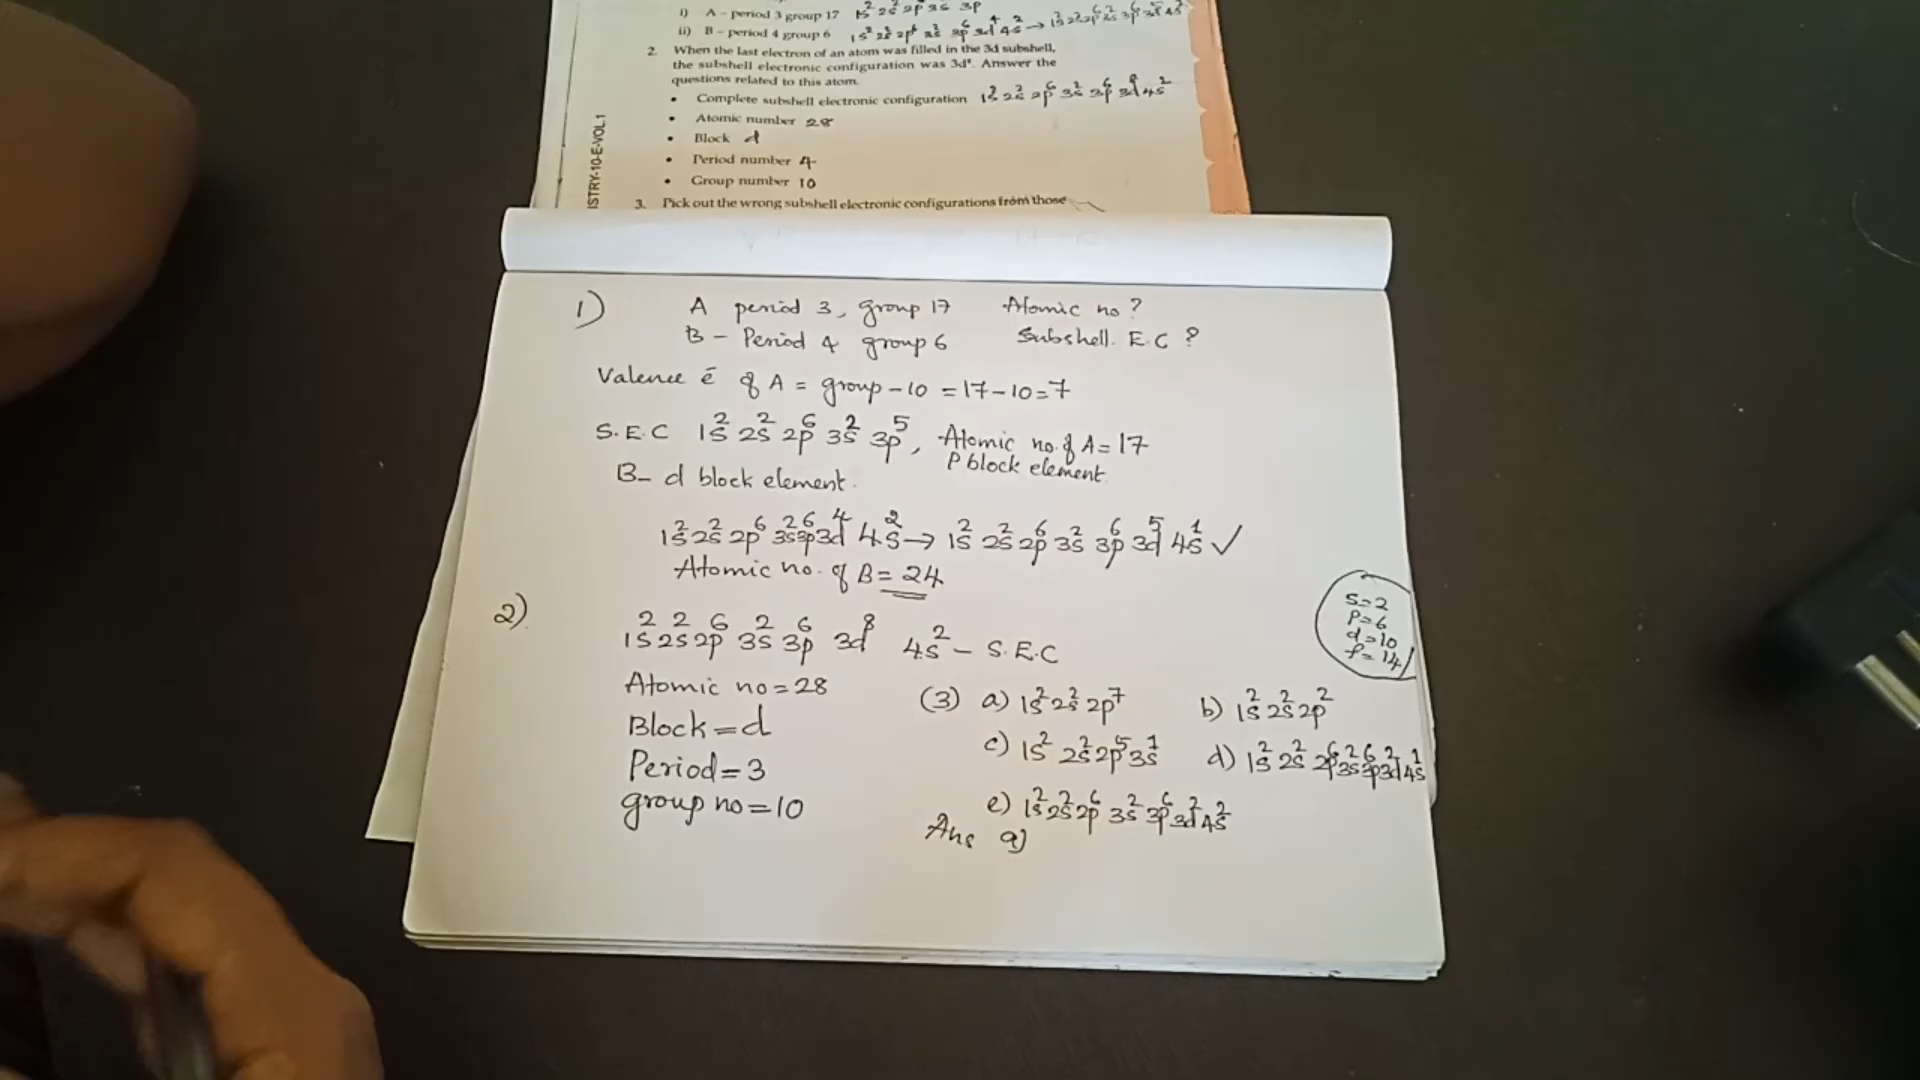 i) A – period 3 group 17 1s² 2s² 2p⁶ 3s 3p
ii) B – period 4 group 6 1s² 2s² 2p⁶ 3s² 3p⁶ 3d⁴ 4s² → 1s² 2s² 2p⁶ 3s² 3p⁶ 3d⁵ 4s¹
2. When the last electron of an atom was filled in the 3d subshell,
the subshell electronic configuration was 3d⁸. Answer the
questions related to this atom.
• Complete subshell electronic configuration 1s² 2s² 2p⁶ 3s² 3p⁶ 3d⁸ 4s²
• Atomic number 28
• Block d
• Period number 4
• Group number 10
3. Pick out the wrong subshell electronic configurations from those
ISTRY-10-E-VOL.1
1) A period 3, group 17 Atomic no ?
B – Period 4 group 6 Subshell. E.C ?
Valence ē of A = group – 10 = 17 – 10 = 7
S.E.C 1s² 2s² 2p⁶ 3s² 3p⁵, Atomic no. of A = 17
P block element.
B – d block element.
1s² 2s² 2p⁶ 3s² 3p⁶ 3d⁴ 4s² → 1s² 2s² 2p⁶ 3s² 3p⁶ 3d⁵ 4s¹ ✓
Atomic no. of B = 24
2) 1s² 2s² 2p⁶ 3s² 3p⁶ 3d⁸ 4s² – S.E.C
Atomic no = 28
Block = d
Period = 3
group no = 10
s = 2
p = 6
d = 10
f = 14
(3) a) 1s² 2s² 2p⁷ b) 1s² 2s² 2p²
c) 1s² 2s² 2p⁵ 3s¹ d) 1s² 2s² 2p⁶ 3s² 3p⁶ 3d² 4s¹
e) 1s² 2s² 2p⁶ 3s² 3p⁶ 3d² 4s²
Ans a)